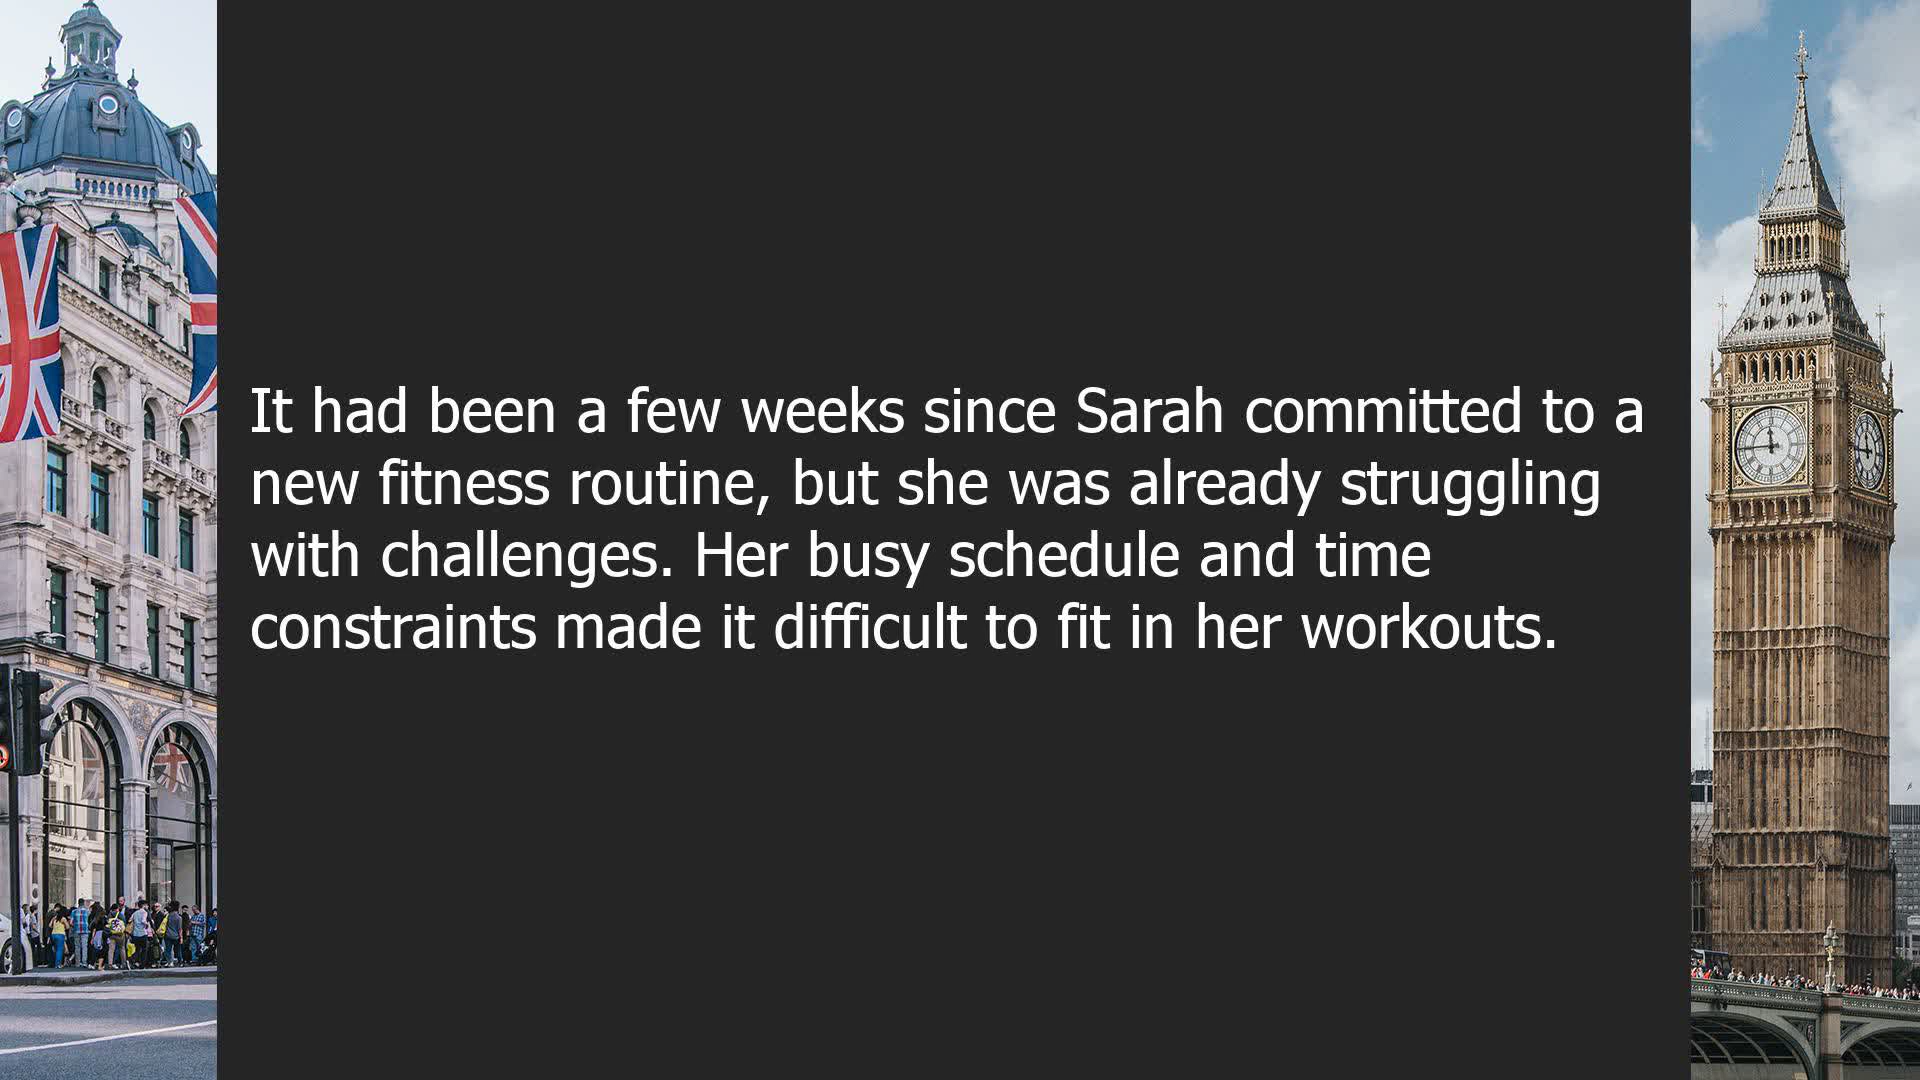 It had been a few weeks since Sarah committed to a
new fitness routine, but she was already struggling
with challenges. Her busy schedule and time
constraints made it difficult to fit in her workouts.